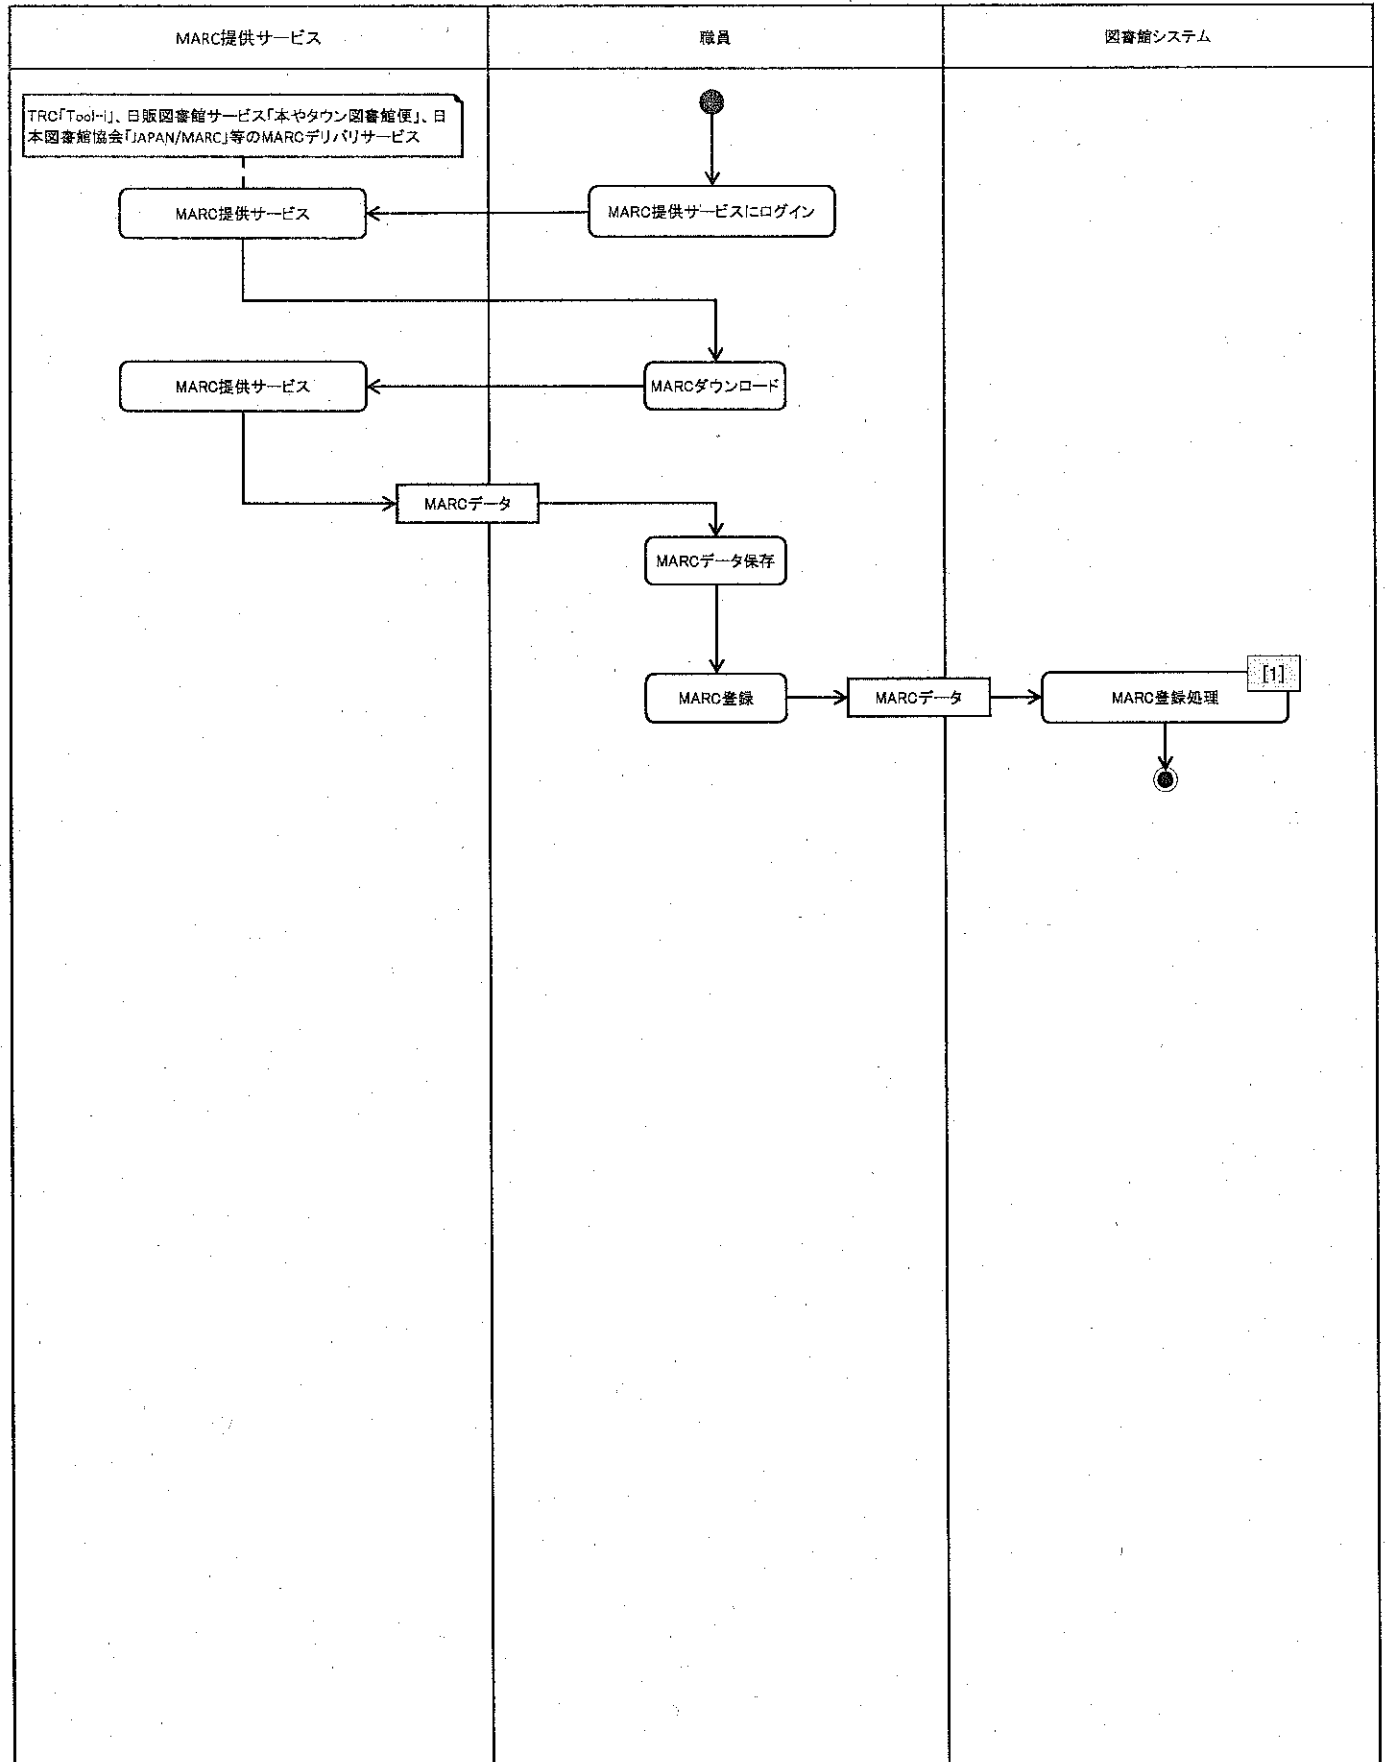 MARC提供サービス
職員
図書館システム
TRC「Tool-i」、日販図書館サービス「本やタウン図書館便」、日
本図書館協会「JAPAN/MARC」等のMARCデリバリサービス
MARC提供サービス
MARC提供サービスにログイン
MARC提供サービス
MARCダウンロード
MARCデータ
MARCデータ保存
MARC登録
MARCデータ
MARC登録処理
[1]